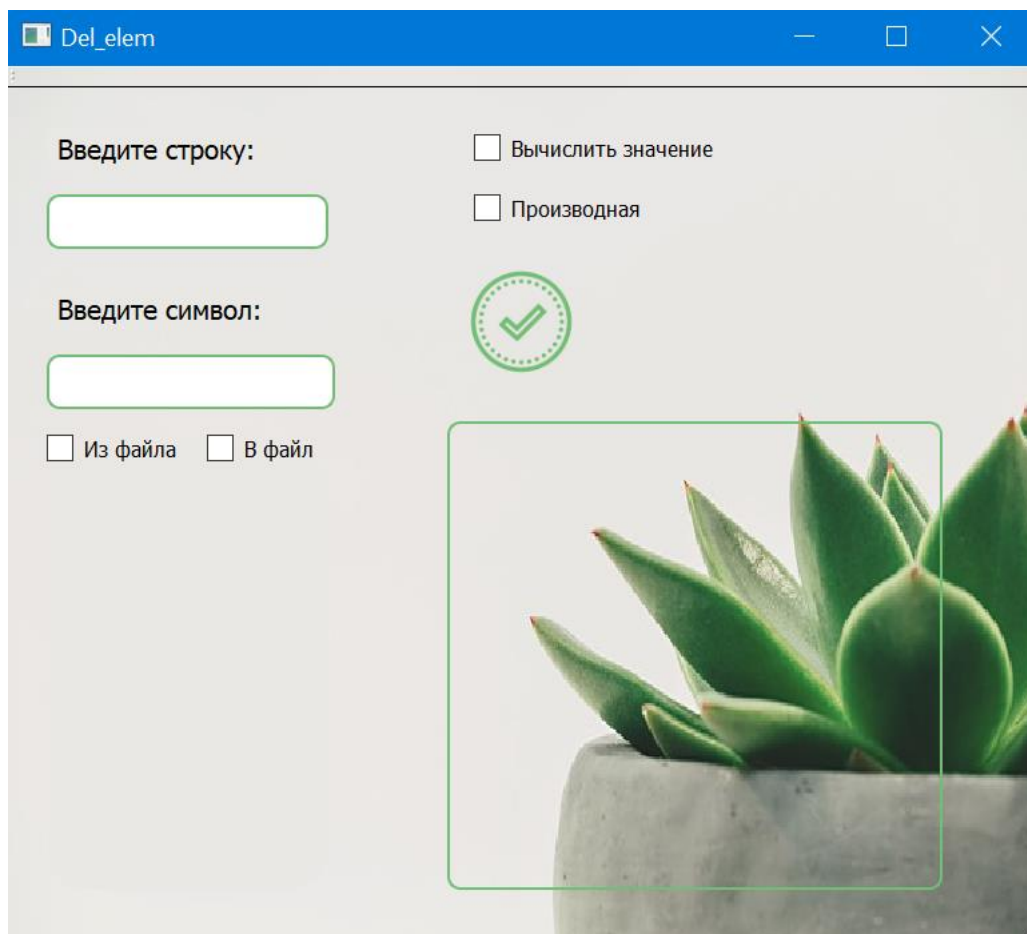 Del_elem
Введите строку:
Вычислить значение
Производная
Введите символ:
Из файла
В файл